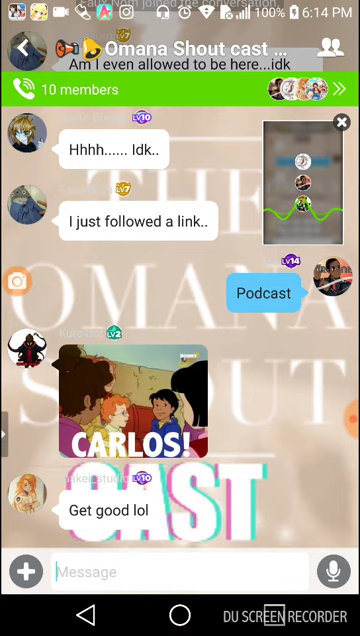 100% 6:14 PM
Omana Shout cast ...
Am I even allowed to be here...idk
10 members
LV10
Hhhh...... Idk..
LV7
I just followed a link..
LV14
Podcast
THE
OMANA
SHOUT
CAST
LV2
CARLOS!
LV10
Get good lol
Message
DU SCREEN RECORDER